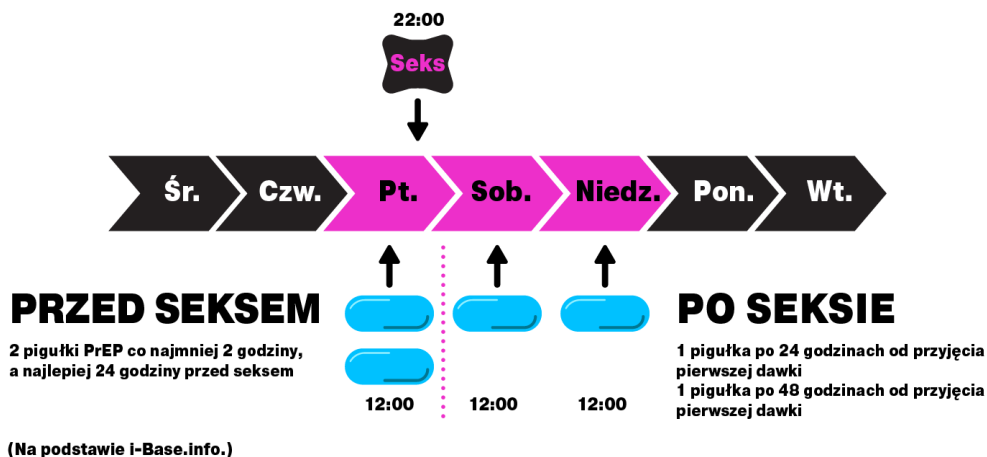 22:00
Seks
Śr.
Czw.
Pt.
Sob.
Niedz.
Pon.
Wt.
PRZED SEKSEM
2 pigułki PrEP co najmniej 2 godziny,
a najlepiej 24 godziny przed seksem
12:00
12:00
12:00
PO SEKSIE
1 pigułka po 24 godzinach od przyjęcia
pierwszej dawki
1 pigułka po 48 godzinach od przyjęcia
pierwszej dawki
(Na podstawie i-Base.info.)